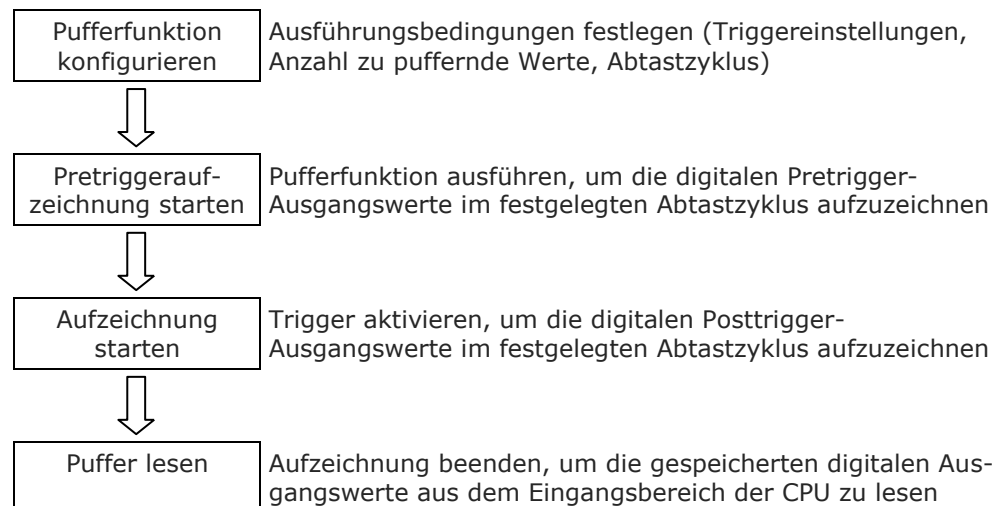 Pufferfunktion
konfigurieren
Ausführungsbedingungen festlegen (Triggereinstellungen,
Anzahl zu puffernde Werte, Abtastzyklus)
Pretriggerauf-
zeichnung starten
Pufferfunktion ausführen, um die digitalen Pretrigger-
Ausgangswerte im festgelegten Abtastzyklus aufzuzeichnen
Aufzeichnung
starten
Trigger aktivieren, um die digitalen Posttrigger-
Ausgangswerte im festgelegten Abtastzyklus aufzuzeichnen
Puffer lesen
Aufzeichnung beenden, um die gespeicherten digitalen Aus-
gangswerte aus dem Eingangsbereich der CPU zu lesen